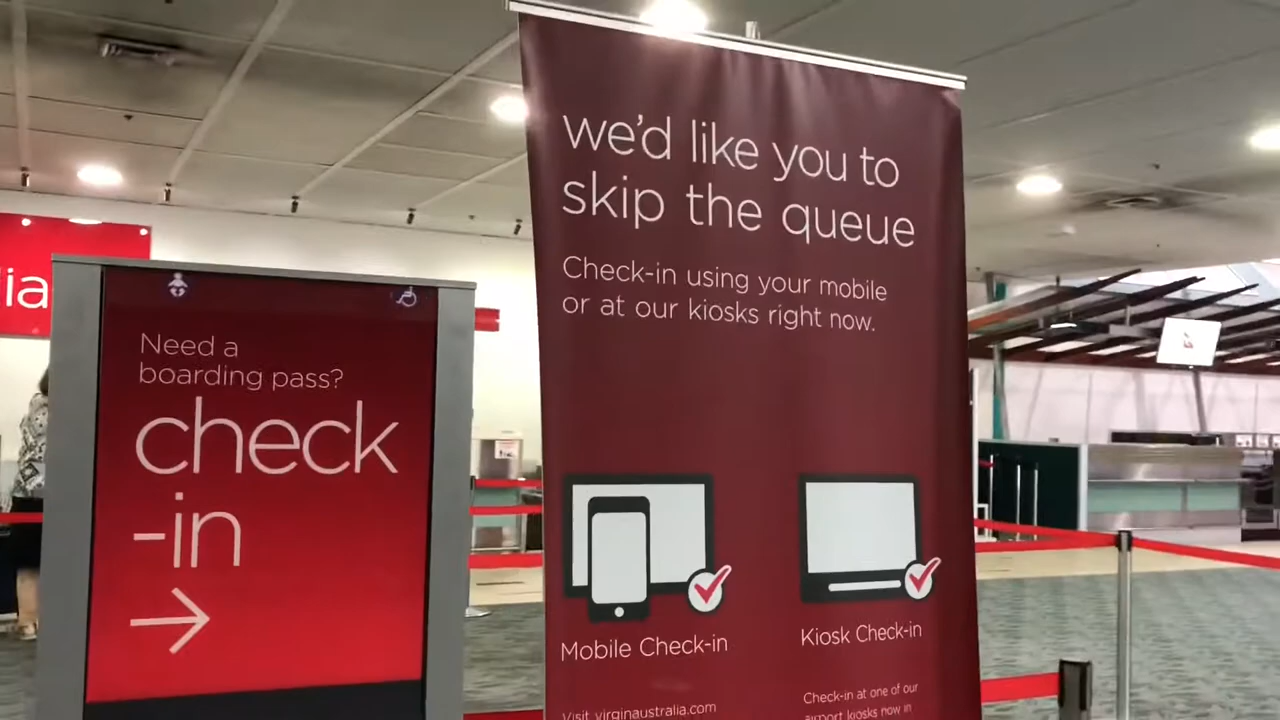 ia
Need a
boarding pass?
check
-in
we'd like you to
skip the queue
Check-in using your mobile
or at our kiosks right now.
Mobile Check-in
Visit virginaustralia.com
Kiosk Check-in
Check-in at one of our
airport kiosks now in